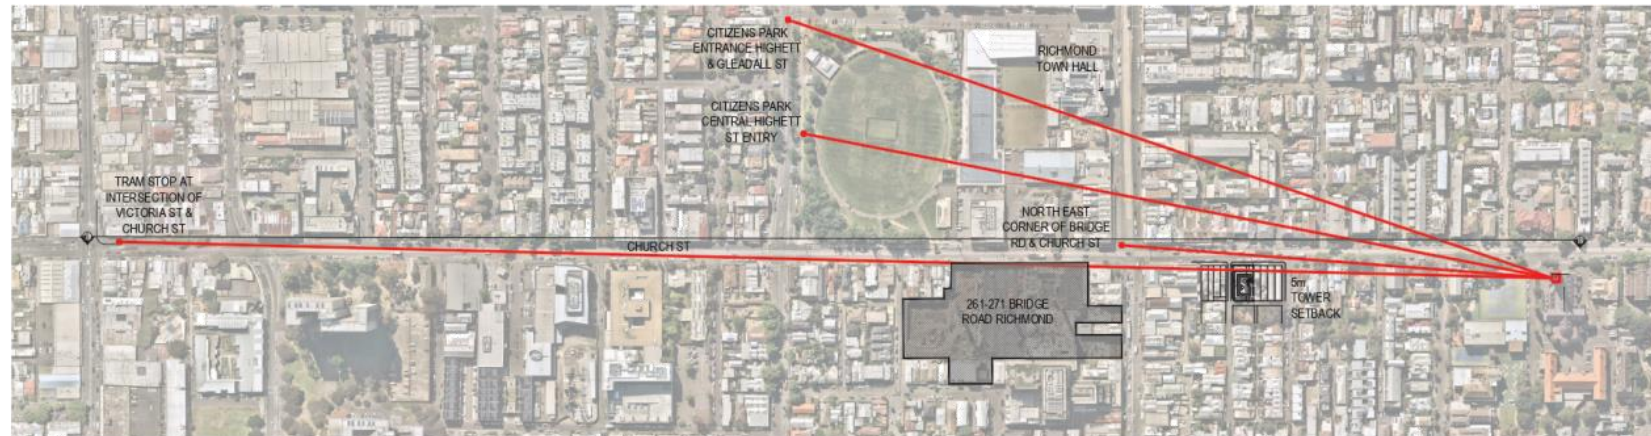 CITIZENS PARK
ENTRANCE HIGHETT
& GLEADALL ST
RICHMOND
TOWN HALL
CITIZENS PARK
CENTRAL HIGHETT
ST ENTRY
TRAM STOP AT
INTERSECTION OF
VICTORIA ST &
CHURCH ST
NORTH EAST
CORNER OF BRIDGE
RD & CHURCH ST
CHURCH ST
261-271 BRIDGE
ROAD RICHMOND
5m
TOWER
SETBACK